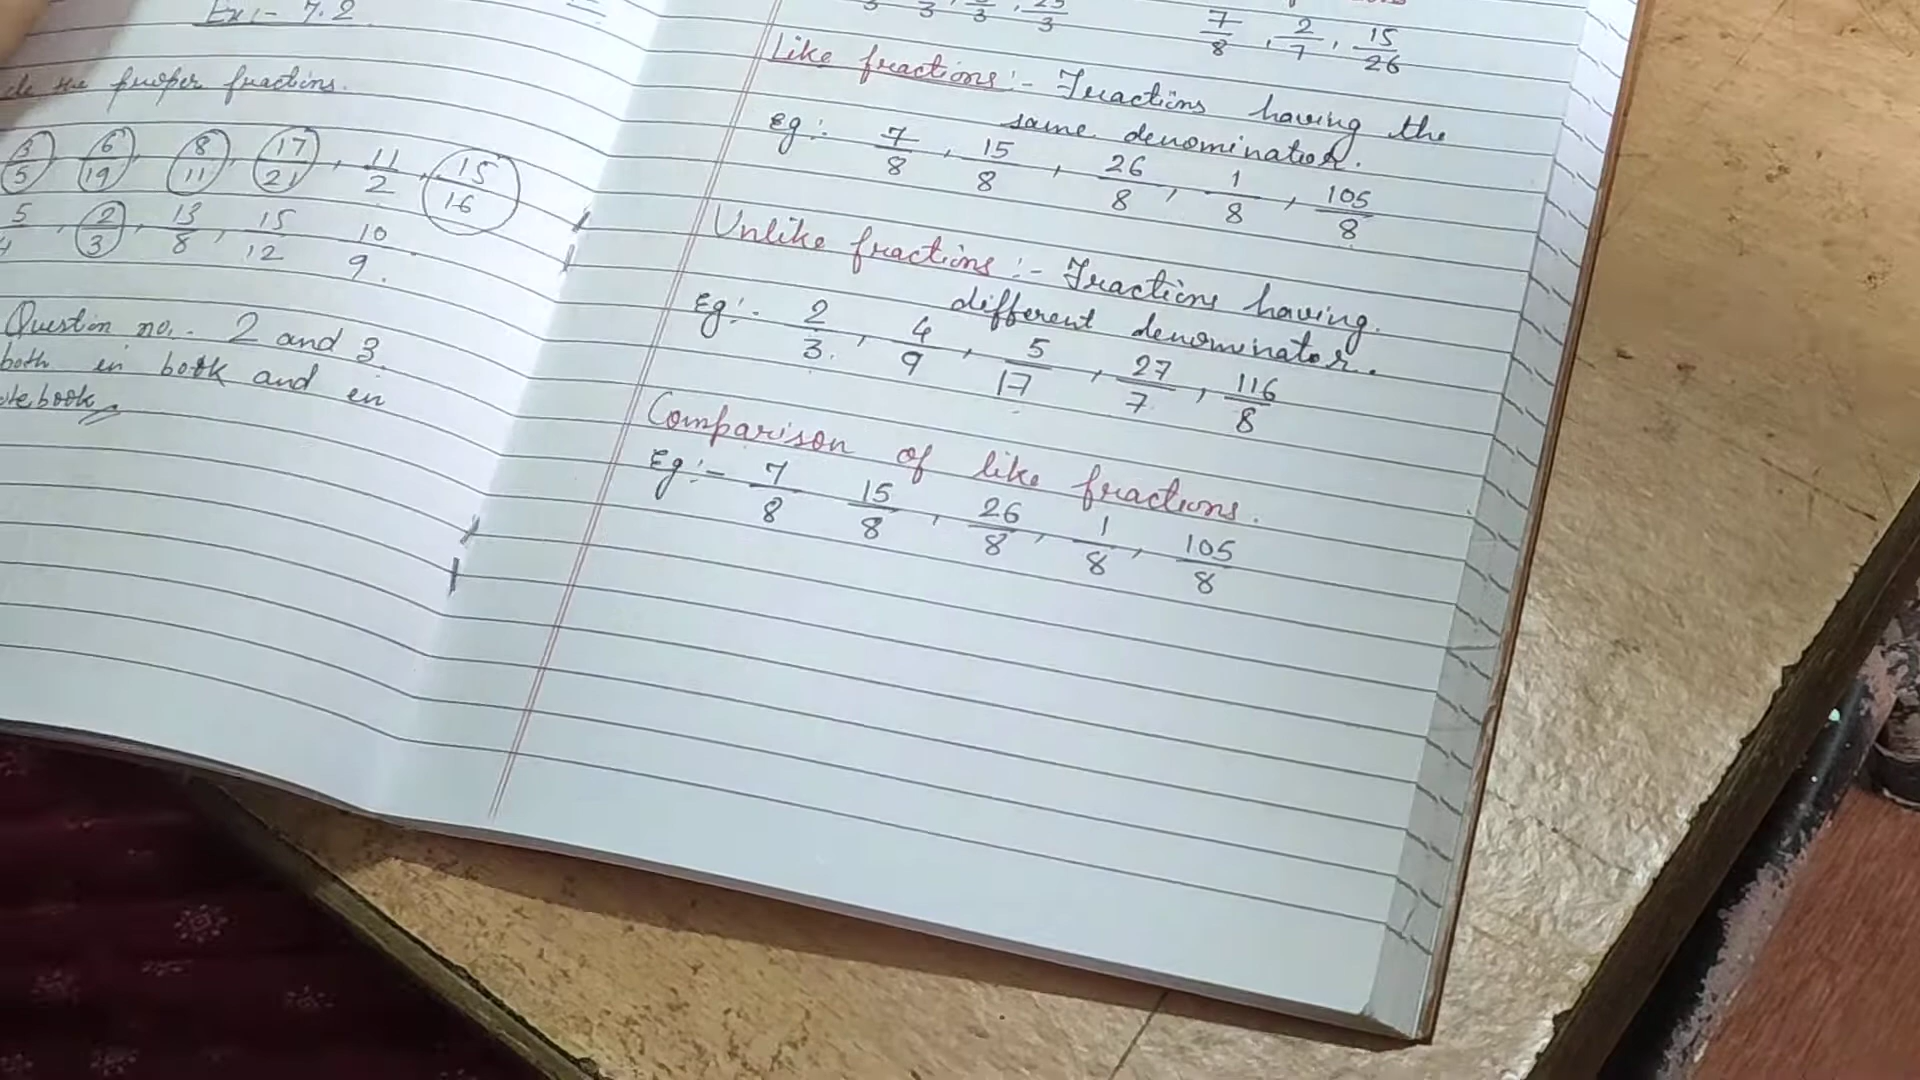 Ex:- 7.2
the proper fractions.
3/5 6/19, 8/11, 17/21, 11/2, 15/16
5/4, 2/3, 13/8, 15/12 10/9.
Question no.- 2 and 3.
both in book and in
7/8, 2/7, 15/26
Like fractions:- Fractions having the
same denominator.
Eg:- 7/8, 15/8, 26/8, 1/8, 105/8
Unlike fractions:- Fractions having.
different denominator.
Eg:- 2/3, 4/9, 5/17, 27/7, 116/8
Comparison of like fractions.
Eg:- 7/8 15/8, 26/8, 1/8, 105/8